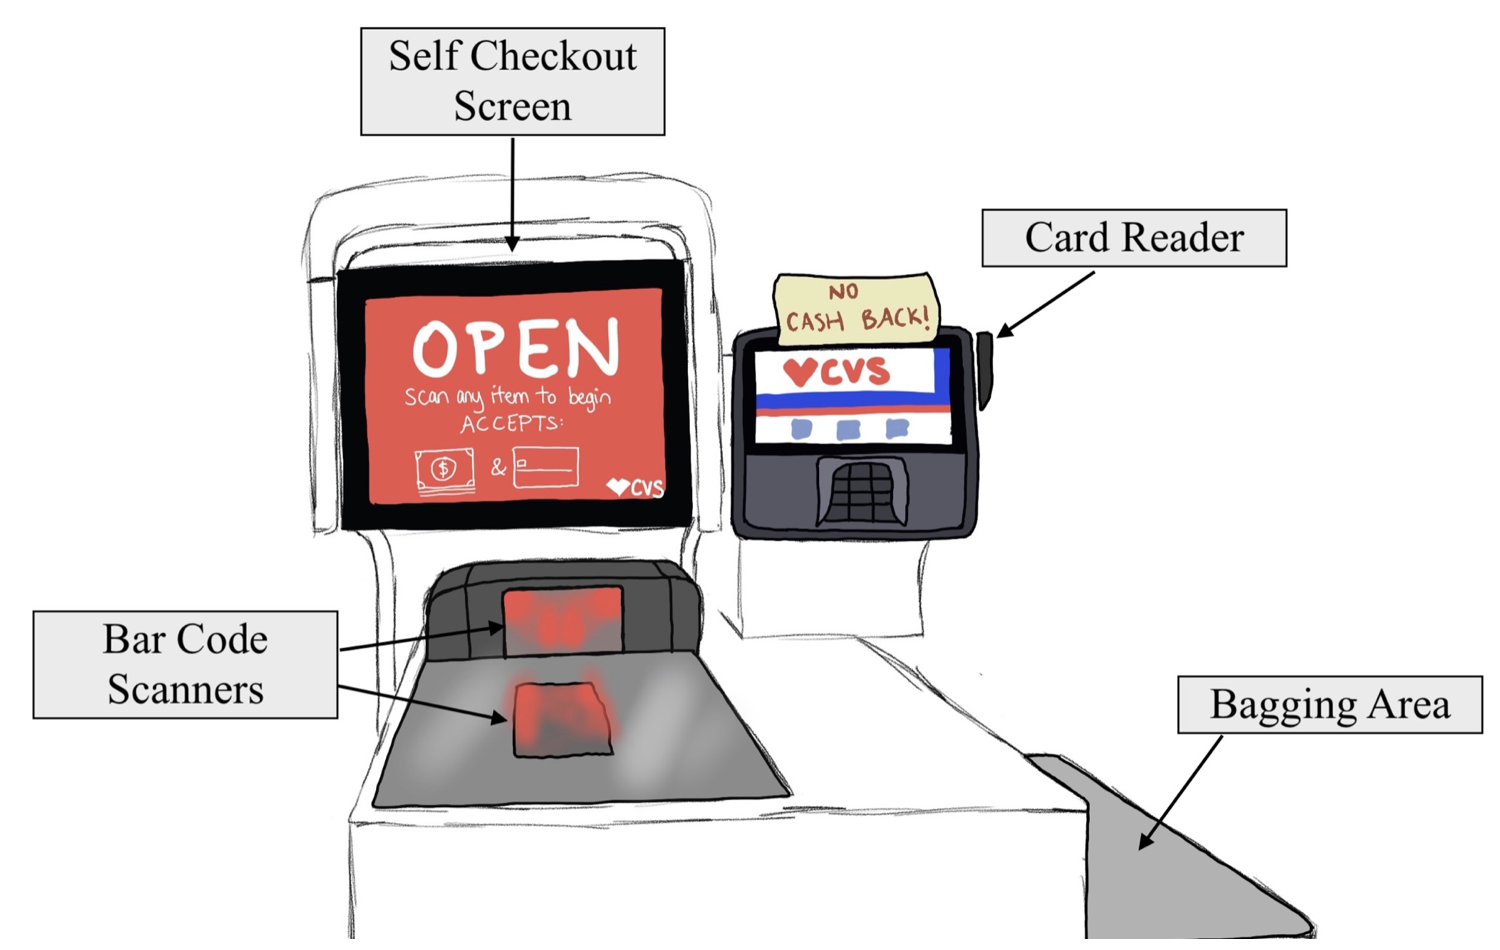 Self Checkout
Screen
Card Reader
NO
CASH BACK!
OPEN
scan any item to begin
ACCEPTS:
$
&
CVS
CVS
Bar Code
Scanners
Bagging Area